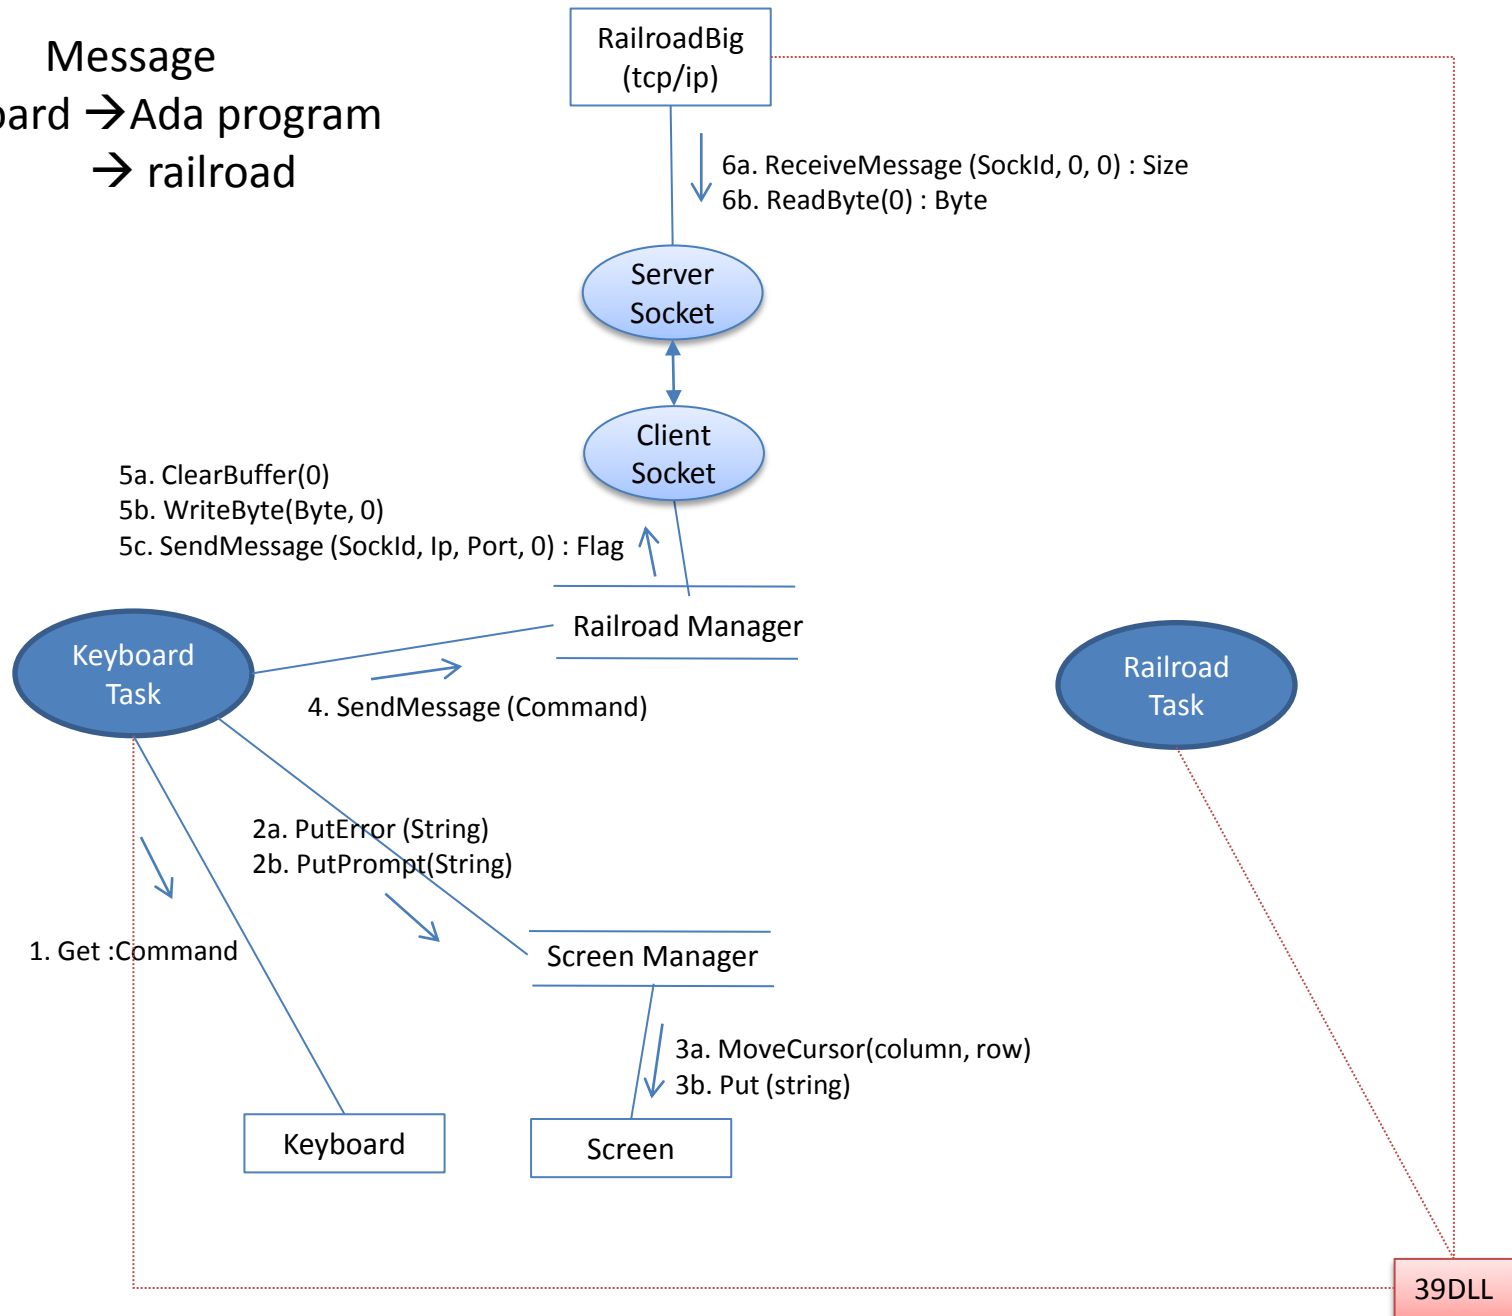 Message
→Ada program
→ railroad
RailroadBig
(tcp/ip)
6a. ReceiveMessage (SockId, 0, 0) : Size
6b. ReadByte(0) : Byte
Server
Socket
Client
Socket
5a. ClearBuffer(0)
5b. WriteByte(Byte, 0)
5c. SendMessage (SockId, Ip, Port, 0) : Flag
Railroad Manager
Keyboard
Task
Railroad
Task
4. SendMessage (Command)
2a. PutError (String)
2b. PutPrompt(String)
1. Get :Command
Screen Manager
3a. MoveCursor(column, row)
3b. Put (string)
Keyboard
Screen
39DLL